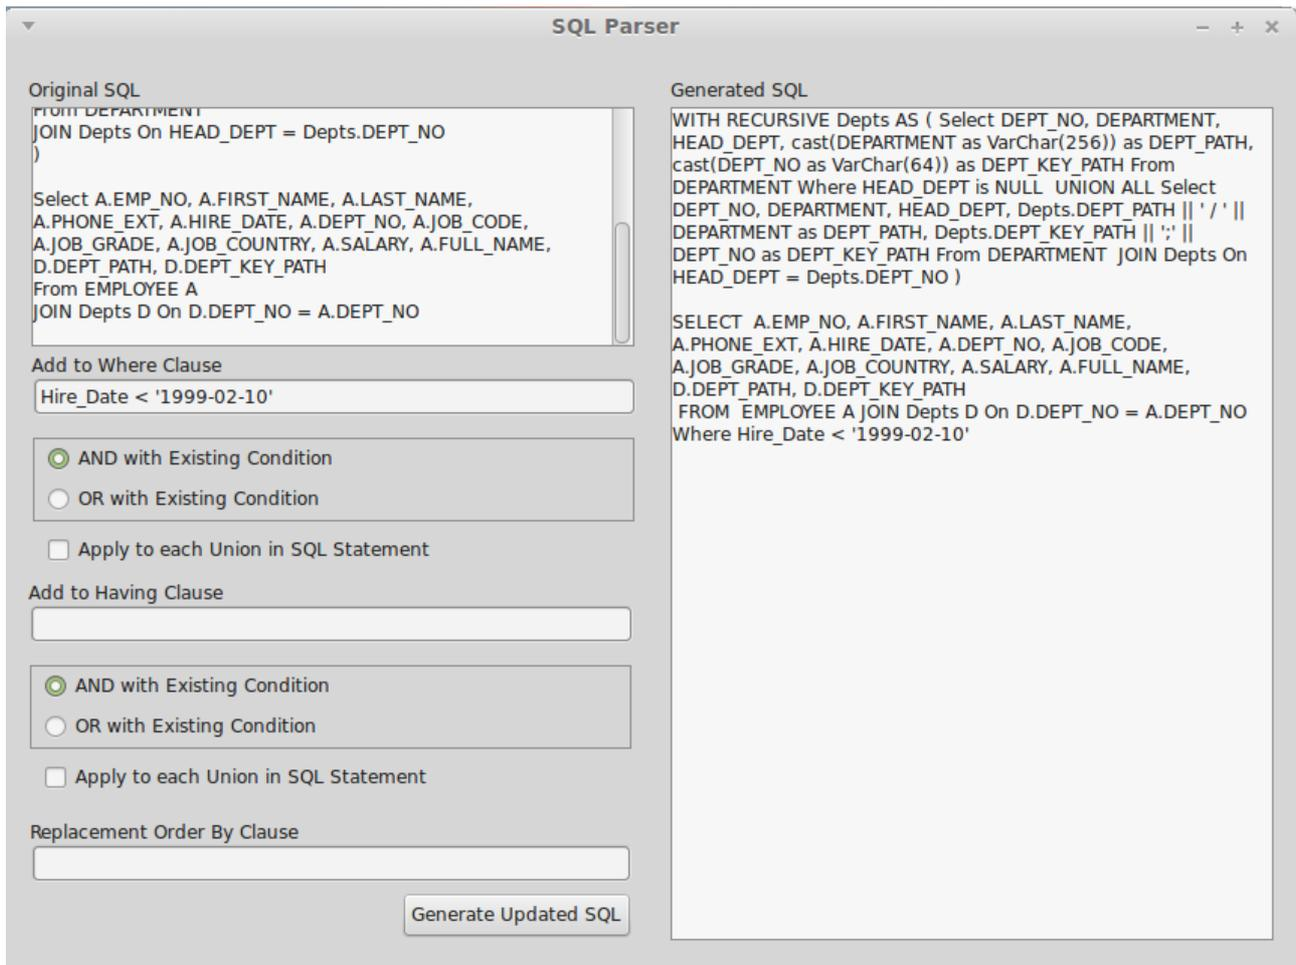 SQL Parser
Original SQL
From DEPARTMENT
JOIN Depts On HEAD_DEPT = Depts.DEPT_NO
)
Select A.EMP_NO, A.FIRST_NAME, A.LAST_NAME,
A.PHONE_EXT, A.HIRE_DATE, A.DEPT_NO, A.JOB_CODE,
A.JOB_GRADE, A.JOB_COUNTRY, A.SALARY, A.FULL_NAME,
D.DEPT_PATH, D.DEPT_KEY_PATH
From EMPLOYEE A
JOIN Depts D On D.DEPT_NO = A.DEPT_NO
Add to Where Clause
Hire_Date < '1999-02-10'
AND with Existing Condition
OR with Existing Condition
Apply to each Union in SQL Statement
Add to Having Clause
AND with Existing Condition
OR with Existing Condition
Apply to each Union in SQL Statement
Replacement Order By Clause
Generate Updated SQL
Generated SQL
WITH RECURSIVE Depts AS ( Select DEPT_NO, DEPARTMENT,
HEAD_DEPT, cast(DEPARTMENT as VarChar(256)) as DEPT_PATH,
cast(DEPT_NO as VarChar(64)) as DEPT_KEY_PATH From
DEPARTMENT Where HEAD_DEPT is NULL  UNION ALL Select
DEPT_NO, DEPARTMENT, HEAD_DEPT, Depts.DEPT_PATH || ' / ' ||
DEPARTMENT as DEPT_PATH, Depts.DEPT_KEY_PATH || ';' ||
DEPT_NO as DEPT_KEY_PATH From DEPARTMENT  JOIN Depts On
HEAD_DEPT = Depts.DEPT_NO )
SELECT  A.EMP_NO, A.FIRST_NAME, A.LAST_NAME,
A.PHONE_EXT, A.HIRE_DATE, A.DEPT_NO, A.JOB_CODE,
A.JOB_GRADE, A.JOB_COUNTRY, A.SALARY, A.FULL_NAME,
D.DEPT_PATH, D.DEPT_KEY_PATH
FROM  EMPLOYEE A JOIN Depts D On D.DEPT_NO = A.DEPT_NO
Where Hire_Date < '1999-02-10'